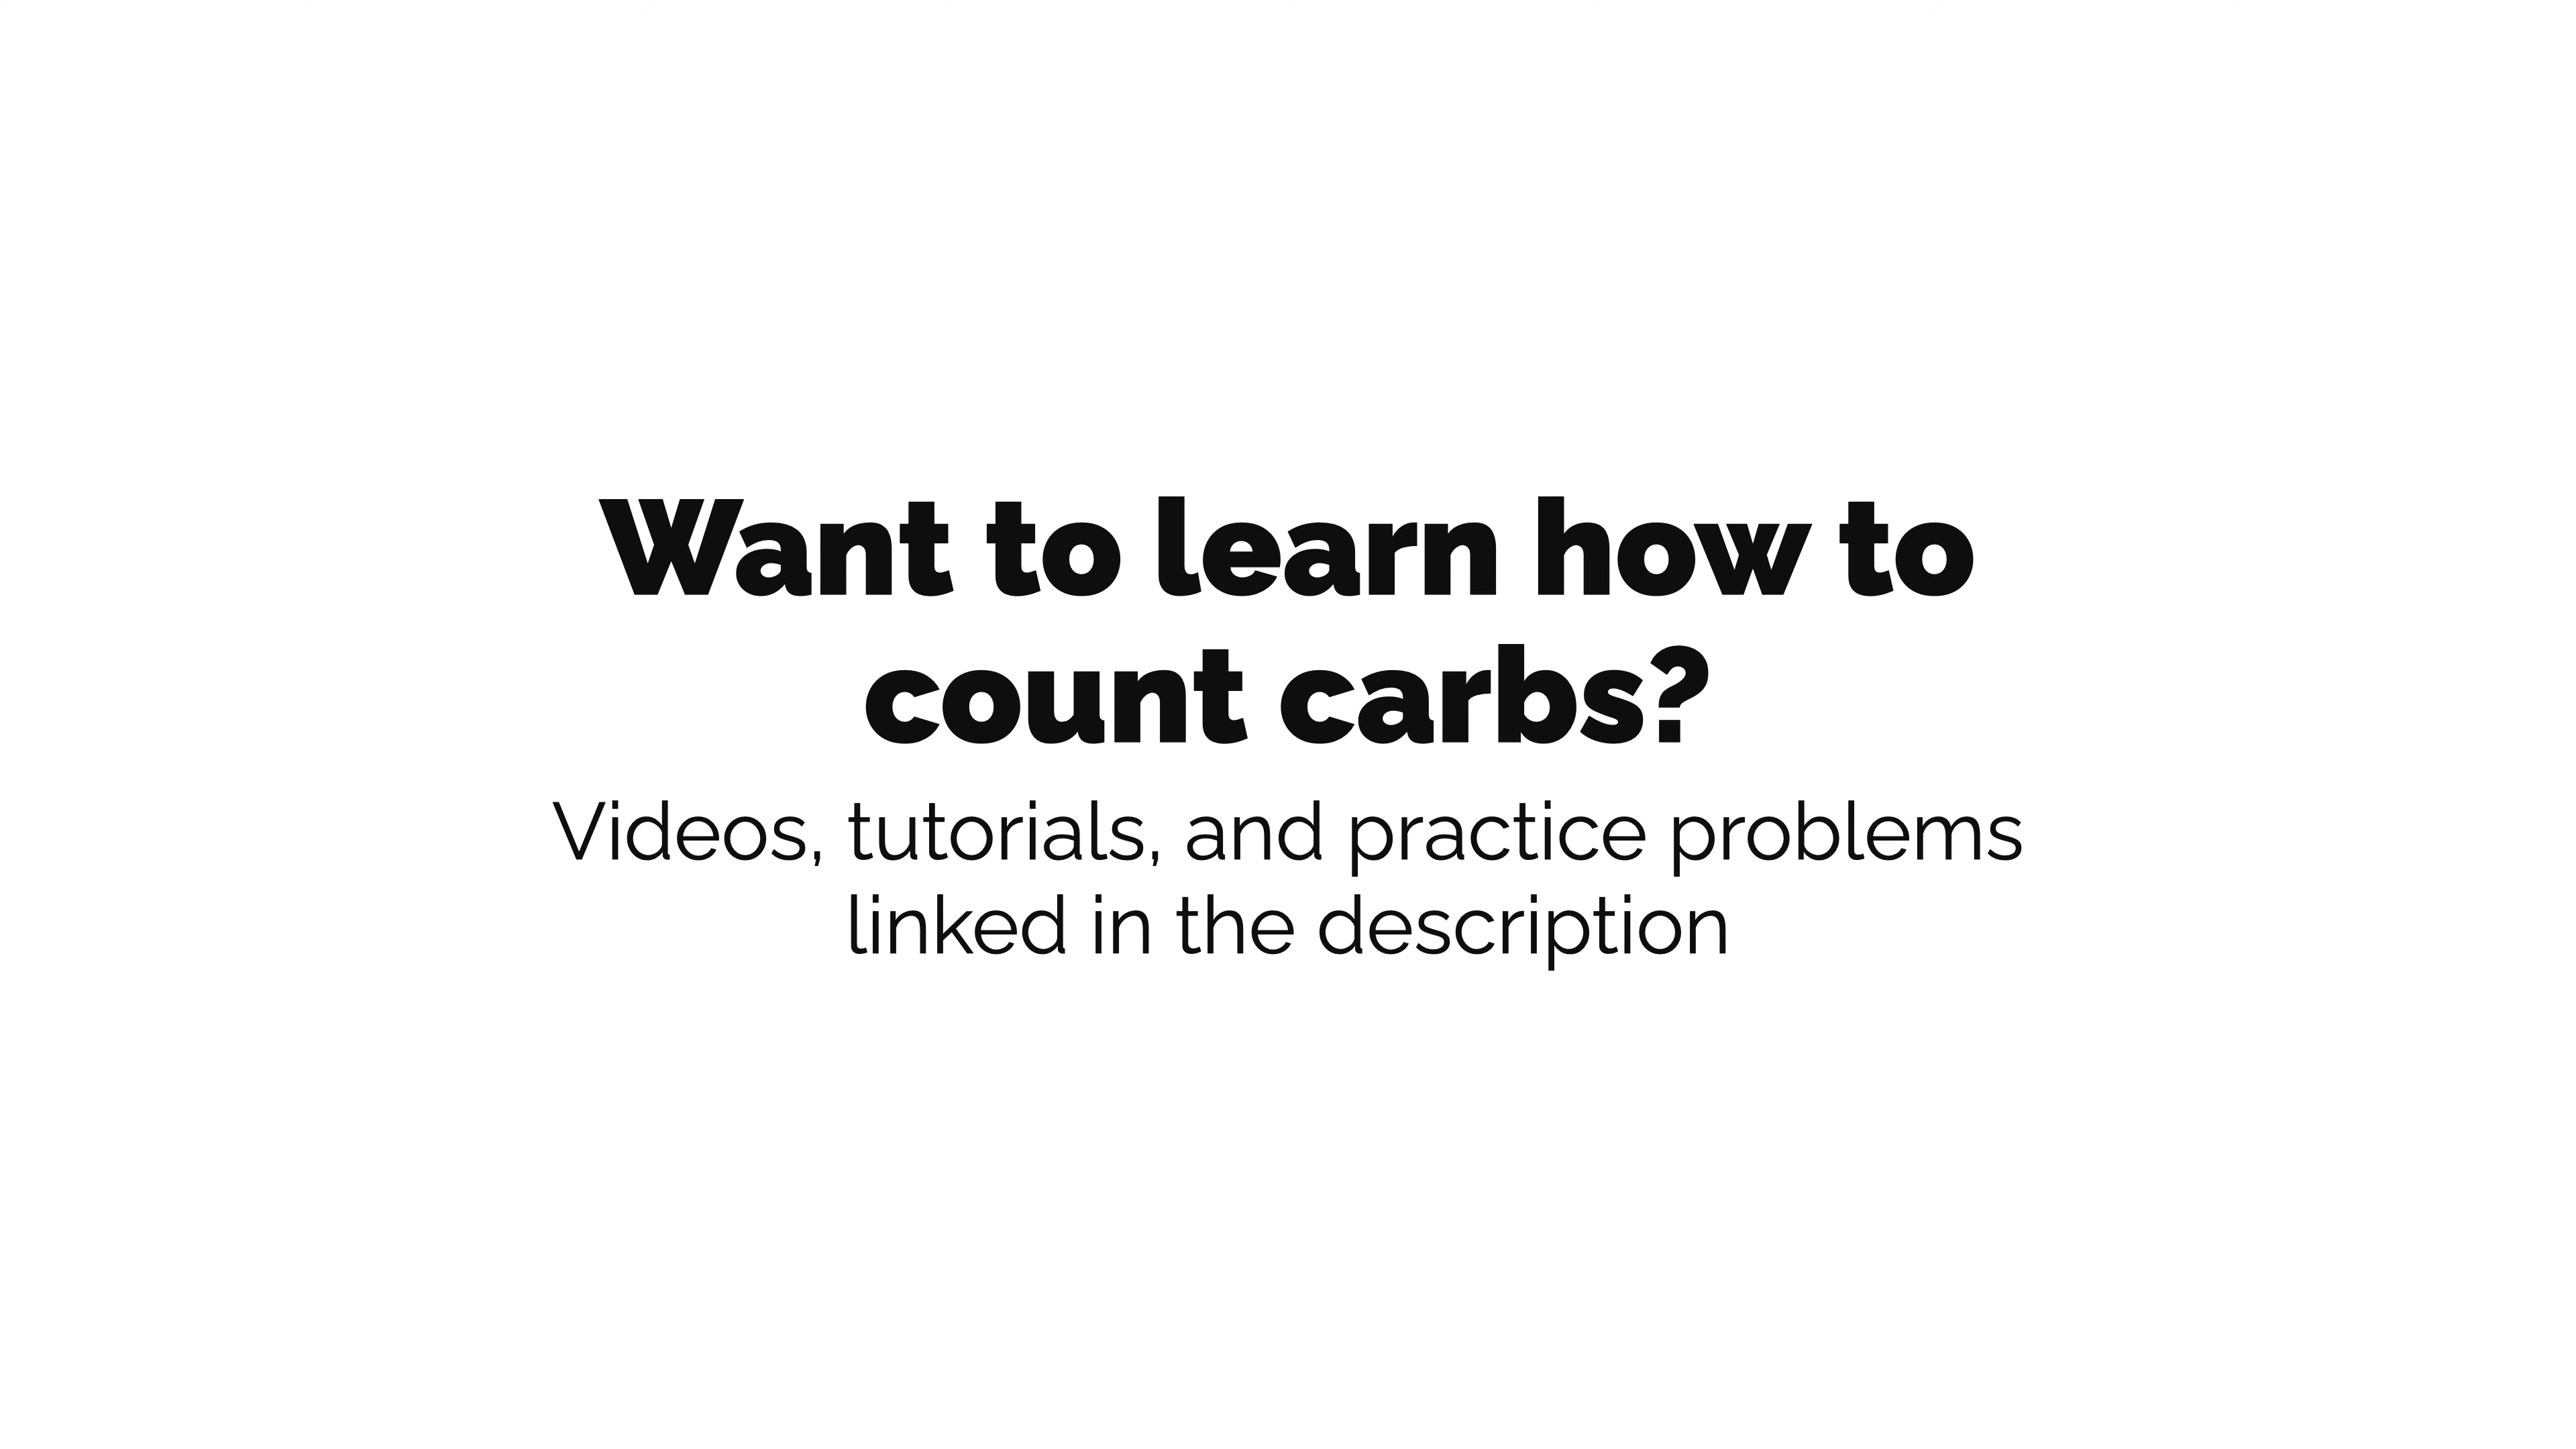 Want to learn how to
count carbs?
Videos, tutorials, and practice problems
linked in the description